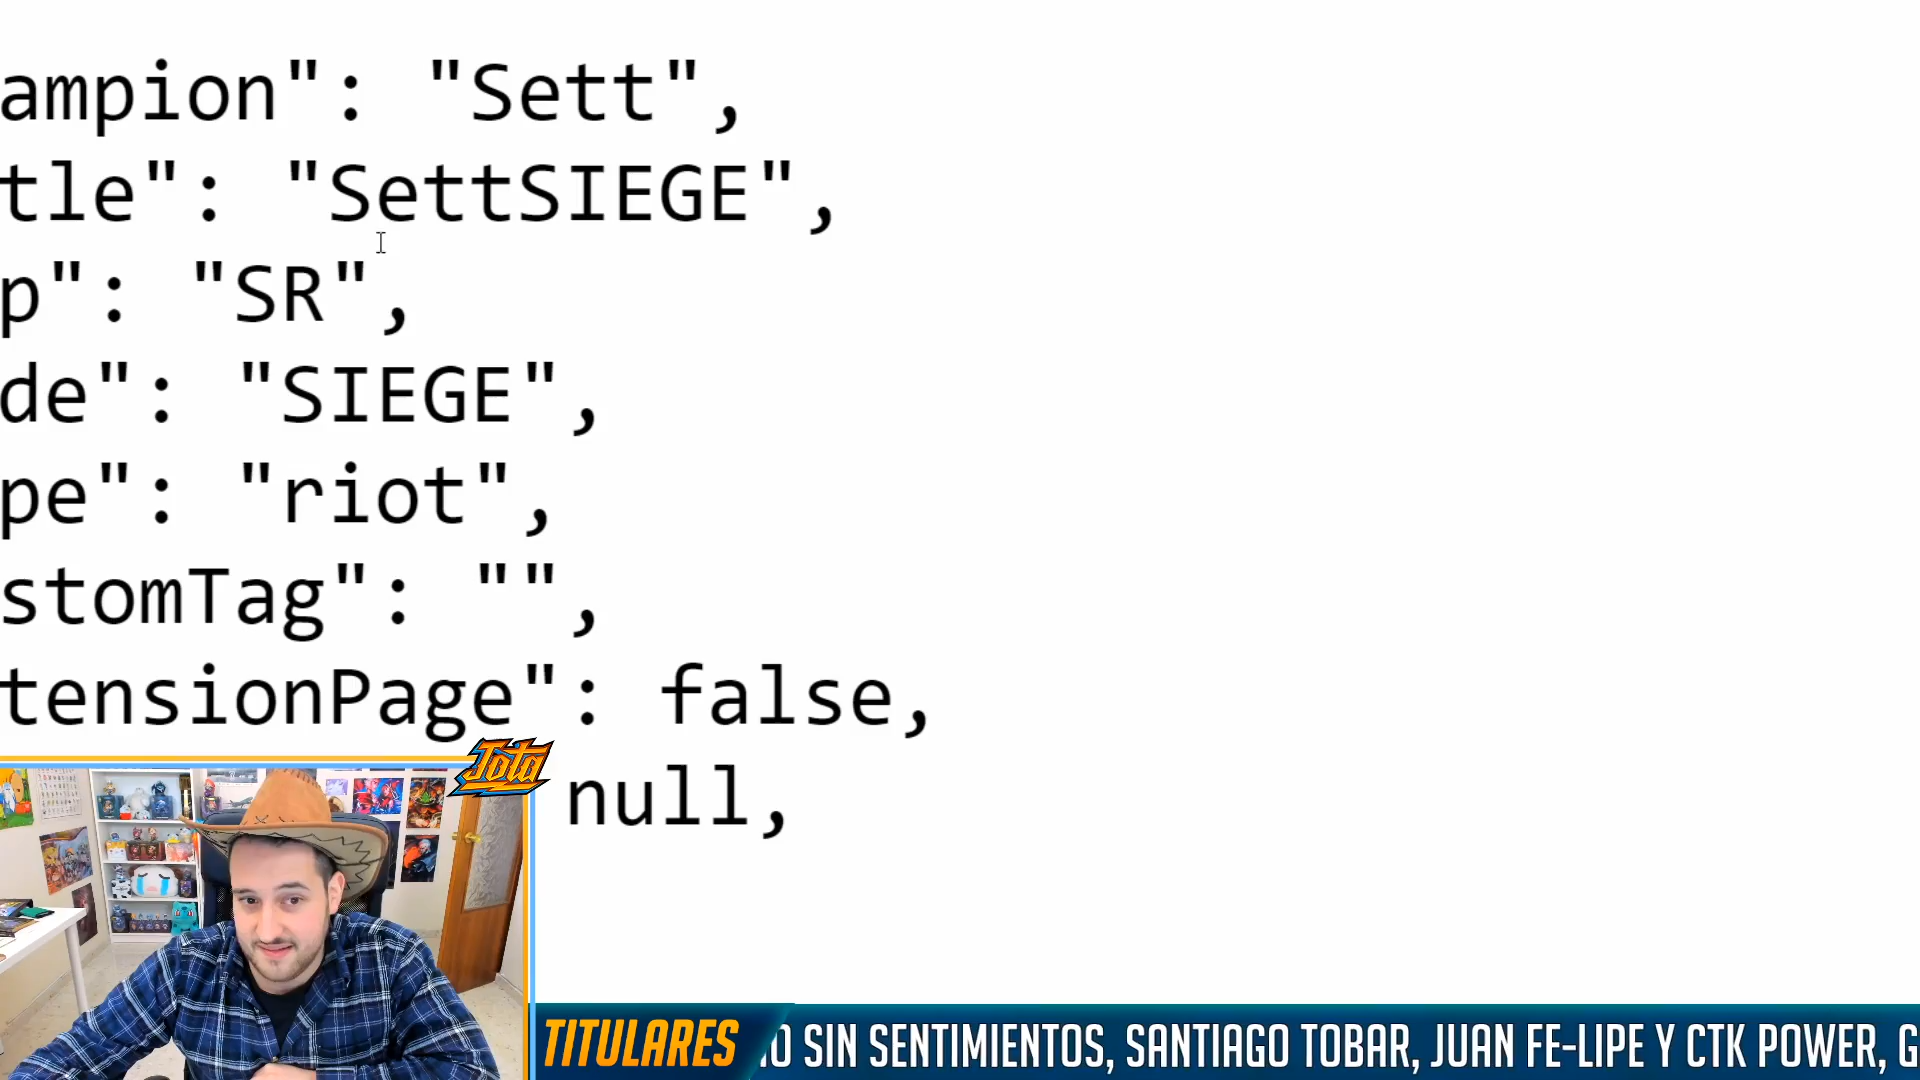 ampion": "Sett",
tle": "SettSIEGE",
p": "SR",
de": "SIEGE",
pe": "riot",
stomTag": "",
tensionPage": false,
null,
Jota
TITULARES
O SIN SENTIMIENTOS, SANTIAGO TOBAR, JUAN FE-LIPE Y CTK POWER, G